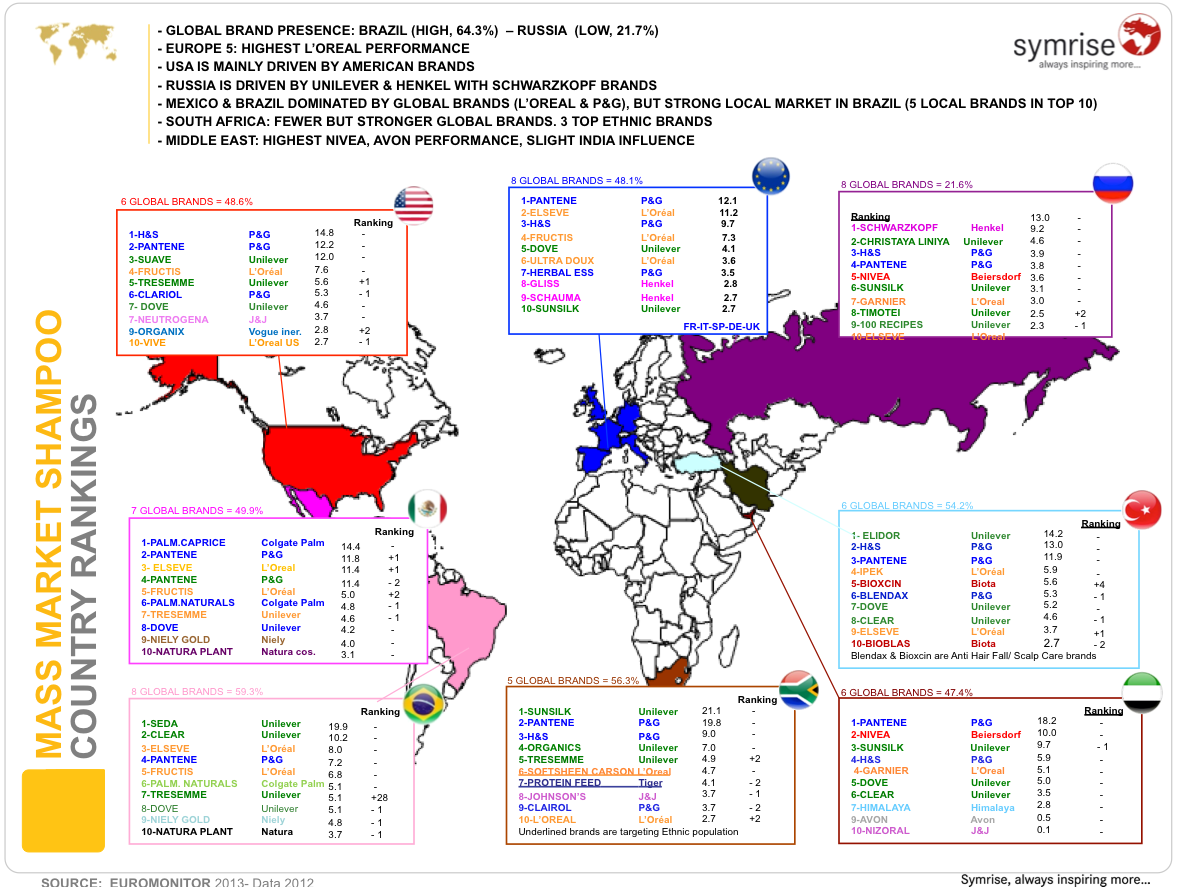 - GLOBAL BRAND PRESENCE: BRAZIL (HIGH, 64.3%) – RUSSIA (LOW, 21.7%)
- EUROPE 5: HIGHEST L'OREAL PERFORMANCE
- USA IS MAINLY DRIVEN BY AMERICAN BRANDS
- RUSSIA IS DRIVEN BY UNILEVER & HENKEL WITH SCHWARZKOPF BRANDS
- MEXICO & BRAZIL DOMINATED BY GLOBAL BRANDS (L'OREAL & P&G), BUT STRONG LOCAL MARKET IN BRAZIL (5 LOCAL BRANDS IN TOP 10)
- SOUTH AFRICA: FEWER BUT STRONGER GLOBAL BRANDS. 3 TOP ETHNIC BRANDS
- MIDDLE EAST: HIGHEST NIVEA, AVON PERFORMANCE, SLIGHT INDIA INFLUENCE
symrise
always inspiring more...
MASS MARKET SHAMPOO
COUNTRY RANKINGS
6 GLOBAL BRANDS = 48.6%
Ranking
1-H&S P&G 14.8 -
2-PANTENE P&G 12.2 -
3-SUAVE Unilever 12.0 -
4-FRUCTIS L'Oréal 7.6 -
5-TRESEMME Unilever 5.6 +1
6-CLARIOL P&G 5.3 - 1
7- DOVE Unilever 4.6 -
7-NEUTROGENA J&J 3.7 -
9-ORGANIX Vogue iner. 2.8 +2
10-VIVE L'Oreal US 2.7 - 1
8 GLOBAL BRANDS = 48.1%
1-PANTENE P&G 12.1
2-ELSEVE L'Oréal 11.2
3-H&S P&G 9.7
4-FRUCTIS L'Oréal 7.3
5-DOVE Unilever 4.1
6-ULTRA DOUX L'Oréal 3.6
7-HERBAL ESS P&G 3.5
8-GLISS Henkel 2.8
9-SCHAUMA Henkel 2.7
10-SUNSILK Unilever 2.7
FR-IT-SP-DE-UK
8 GLOBAL BRANDS = 21.6%
Ranking 13.0 -
1-SCHWARZKOPF Henkel 9.2 -
2-CHRISTAYA LINIYA Unilever 4.6 -
3-H&S P&G 3.9 -
4-PANTENE P&G 3.8 -
5-NIVEA Beiersdorf 3.6 -
6-SUNSILK Unilever 3.1 -
7-GARNIER L'Oreal 3.0 -
8-TIMOTEI Unilever 2.5 +2
9-100 RECIPES Unilever 2.3 - 1
10-ELSEVE L'Oréal
7 GLOBAL BRANDS = 49.9%
Ranking
1-PALM.CAPRICE Colgate Palm 14.4 -
2-PANTENE P&G 11.8 +1
3- ELSEVE L'Oreal 11.4 +1
4-PANTENE P&G 11.4 - 2
5-FRUCTIS L'Oréal 5.0 +2
6-PALM.NATURALS Colgate Palm 4.8 - 1
7-TRESEMME Unilever 4.6 - 1
8-DOVE Unilever 4.2 -
9-NIELY GOLD Niely 4.0 -
10-NATURA PLANT Natura cos. 3.1 -
6 GLOBAL BRANDS = 54.2%
Ranking
1- ELIDOR Unilever 14.2 -
2-H&S P&G 13.0 -
3-PANTENE P&G 11.9 -
4-IPEK L'Oréal 5.9 -
5-BIOXCIN Biota 5.6 +4
6-BLENDAX P&G 5.3 - 1
7-DOVE Unilever 5.2 -
8-CLEAR Unilever 4.6 - 1
9-ELSEVE L'Oréal 3.7 +1
10-BIOBLAS Biota 2.7 - 2
Blendax & Bioxcin are Anti Hair Fall/ Scalp Care brands
8 GLOBAL BRANDS = 59.3%
Ranking
1-SEDA Unilever 19.9 -
2-CLEAR Unilever 10.2 -
3-ELSEVE L'Oréal 8.0 -
4-PANTENE P&G 7.2 -
5-FRUCTIS L'Oréal 6.8 -
6-PALM. NATURALS Colgate Palm 5.1 -
7-TRESEMME Unilever 5.1 +28
8-DOVE Unilever 5.1 - 1
9-NIELY GOLD Niely 4.8 - 1
10-NATURA PLANT Natura 3.7 - 1
5 GLOBAL BRANDS = 56.3%
Ranking
1-SUNSILK Unilever 21.1 -
2-PANTENE P&G 19.8 -
3-H&S P&G 9.0 -
4-ORGANICS Unilever 7.0 -
5-TRESEMME Unilever 4.9 +2
6-SOFTSHEEN CARSON L'Oreal 4.7 -
7-PROTEIN FEED Tiger 4.1 - 2
8-JOHNSON'S J&J 3.7 - 1
9-CLAIROL P&G 3.7 - 2
10-L'OREAL L'Oréal 2.7 +2
Underlined brands are targeting Ethnic population
6 GLOBAL BRANDS = 47.4%
Ranking
1-PANTENE P&G 18.2 -
2-NIVEA Beiersdorf 10.0 -
3-SUNSILK Unilever 9.7 - 1
4-H&S P&G 5.9 -
4-GARNIER L'Oréal 5.1 -
5-DOVE Unilever 5.0 -
6-CLEAR Unilever 3.5 -
7-HIMALAYA Himalaya 2.8 -
9-AVON Avon 0.5 -
10-NIZORAL J&J 0.1 -
SOURCE: EUROMONITOR 2013- Data 2012
Symrise, always inspiring more...